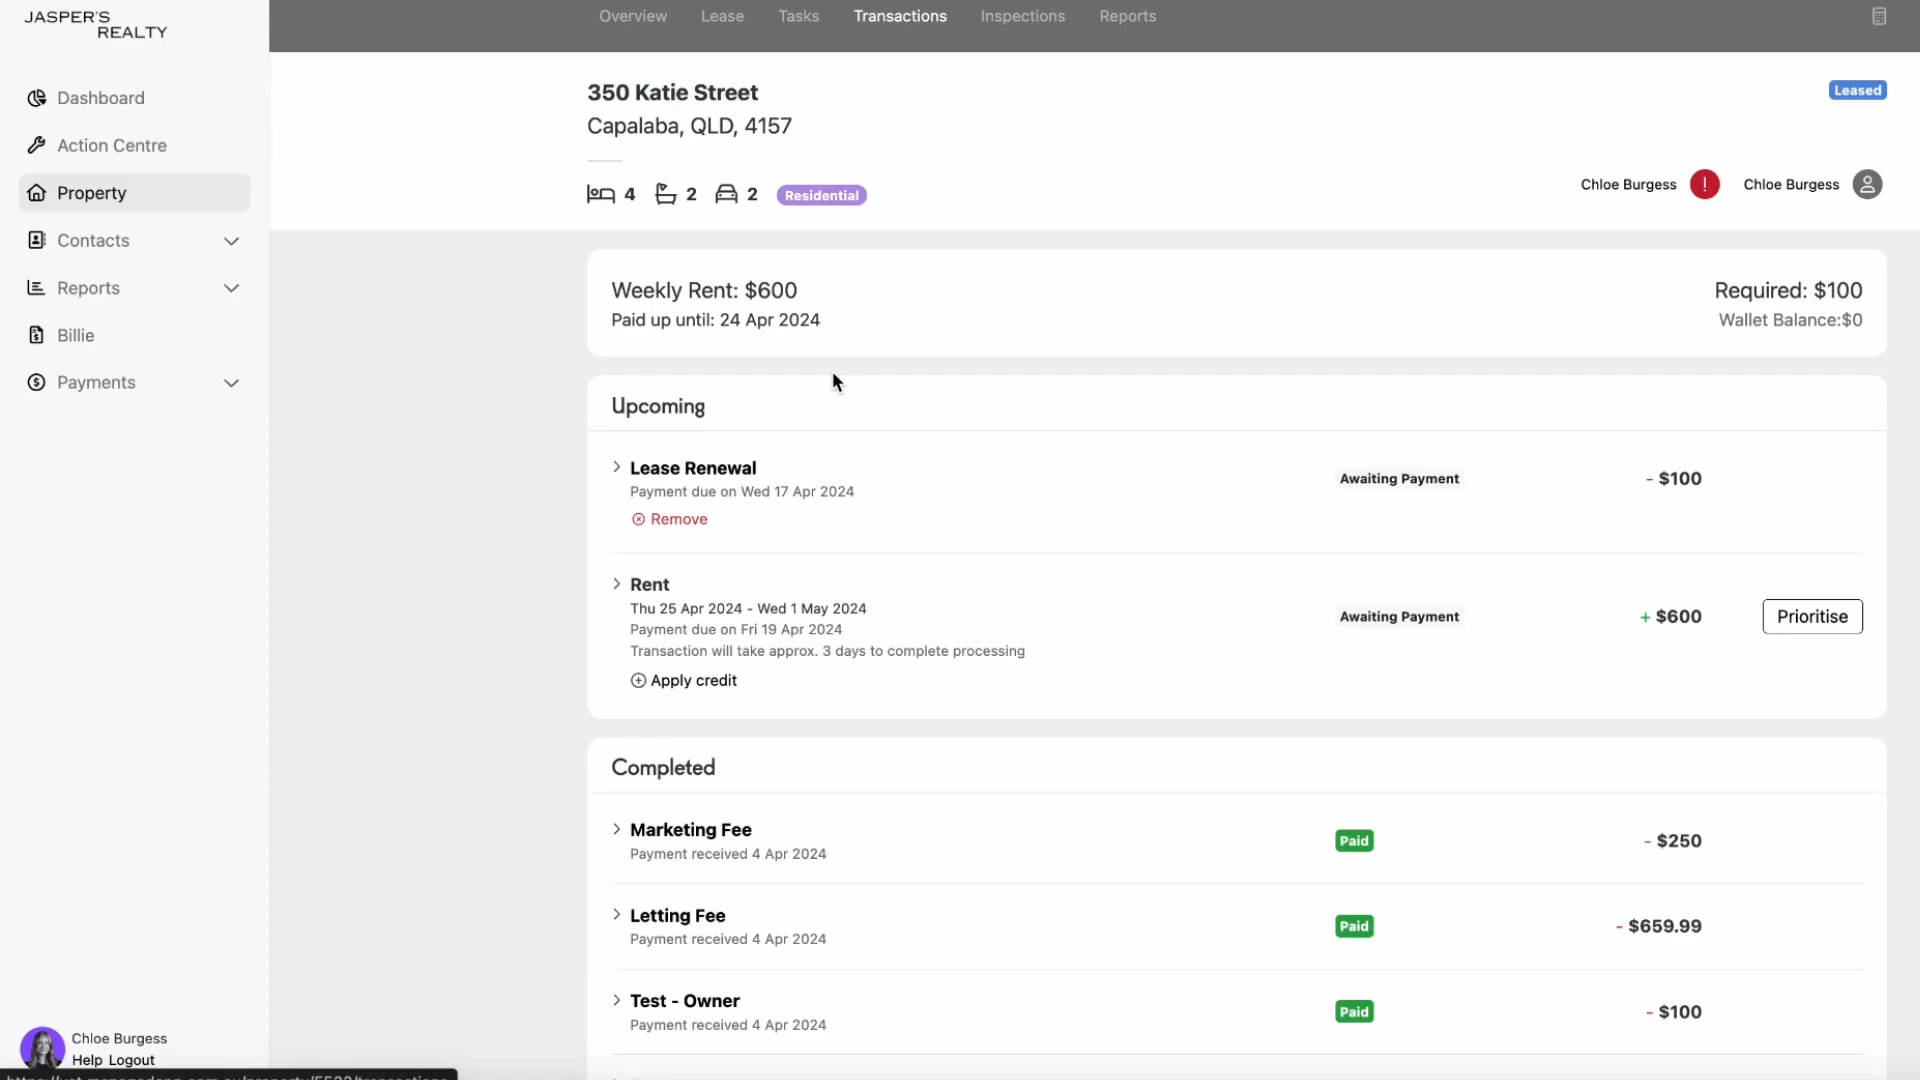 JASPER'S
REALTY
Overview Lease Tasks Transactions Inspections Reports
Dashboard
Action Centre
Property
Contacts
Reports
Billie
Payments
350 Katie Street
Capalaba, QLD, 4157
Leased
4 2 2 Residential
Chloe Burgess ! Chloe Burgess
Weekly Rent: $600
Paid up until: 24 Apr 2024
Required: $100
Wallet Balance:$0
Upcoming
Lease Renewal
Payment due on Wed 17 Apr 2024
Remove
Awaiting Payment
- $100
Rent
Thu 25 Apr 2024 - Wed 1 May 2024
Payment due on Fri 19 Apr 2024
Transaction will take approx. 3 days to complete processing
Apply credit
Awaiting Payment
+ $600
Prioritise
Completed
Marketing Fee
Payment received 4 Apr 2024
Paid
- $250
Letting Fee
Payment received 4 Apr 2024
Paid
- $659.99
Test - Owner
Payment received 4 Apr 2024
Paid
- $100
Chloe Burgess
Help Logout